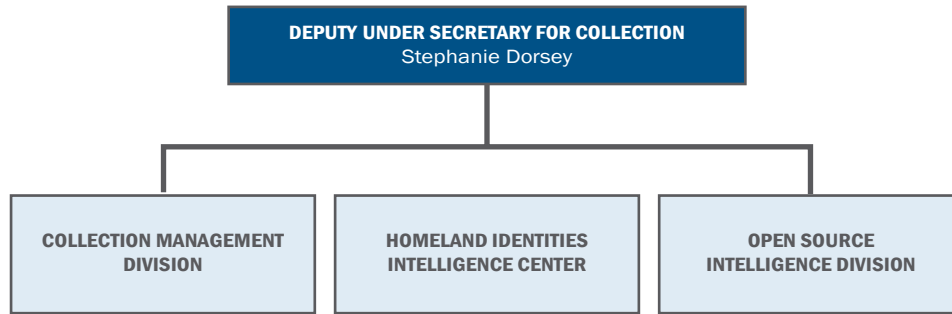 DEPUTY UNDER SECRETARY FOR COLLECTION
Stephanie Dorsey
COLLECTION MANAGEMENT
DIVISION
HOMELAND IDENTITIES
INTELLIGENCE CENTER
OPEN SOURCE
INTELLIGENCE DIVISION